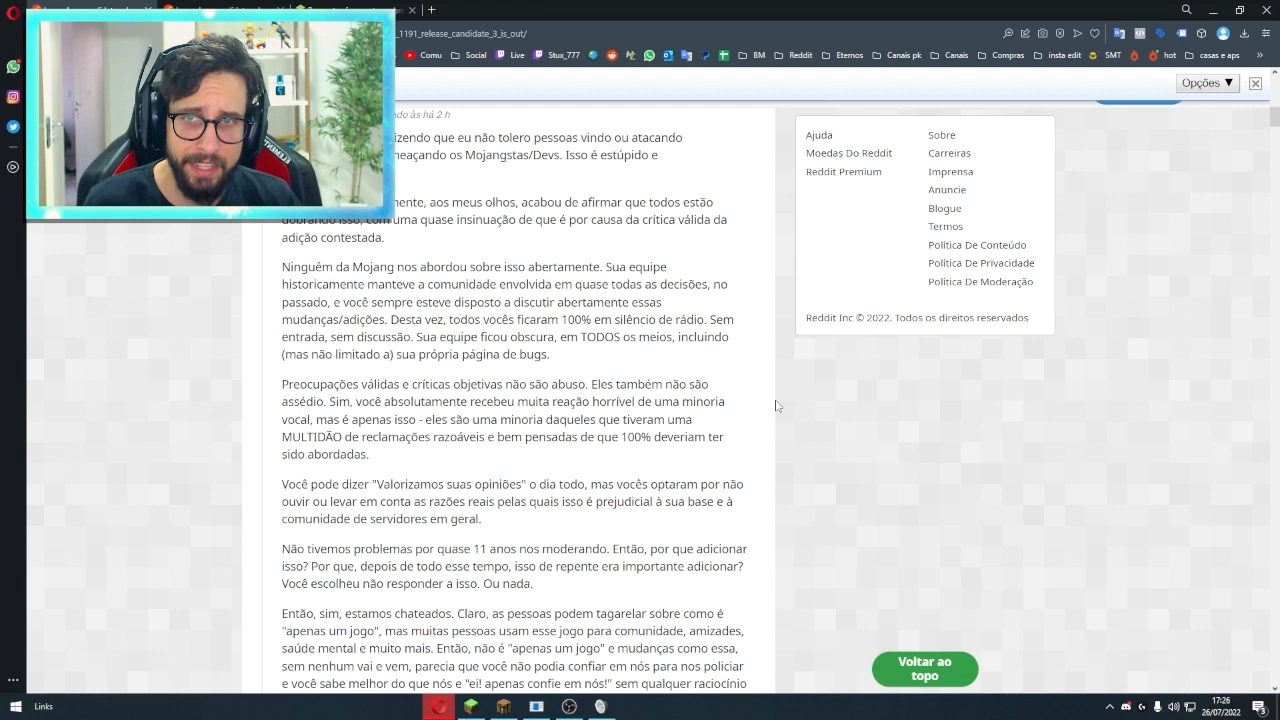 _1191_release_candidate_3_is_out/
Comu
Social
Live
Stux_777
BM
Reddit - Internos
Canais pk
Canais
Compras
insta edit
SMT
hot
casas e aps
Opções ▼
às há 2 h
que eu não tolero pessoas vindo ou atacando
os Mojangstas/Devs. Isso é estúpido e
aos meus olhos, acabou de afirmar que todos estão
dobrando isso, com uma quase insinuação de que é por causa da crítica válida da
adição contestada.
Ninguém da Mojang nos abordou sobre isso abertamente. Sua equipe
historicamente manteve a comunidade envolvida em quase todas as decisões, no
passado, e você sempre esteve disposto a discutir abertamente essas
mudanças/adições. Desta vez, todos vocês ficaram 100% em silêncio de rádio. Sem
entrada, sem discussão. Sua equipe ficou obscura, em TODOS os meios, incluindo
(mas não limitado a) sua própria página de bugs.
Preocupações válidas e críticas objetivas não são abuso. Eles também não são
assédio. Sim, você absolutamente recebeu muita reação horrível de uma minoria
vocal, mas é apenas isso - eles são uma minoria daqueles que tiveram uma
MULTIDÃO de reclamações razoáveis e bem pensadas de que 100% deveriam ter
sido abordadas.
Você pode dizer "Valorizamos suas opiniões" o dia todo, mas vocês optaram por não
ouvir ou levar em conta as razões reais pelas quais isso é prejudicial à sua base e à
comunidade de servidores em geral.
Não tivemos problemas por quase 11 anos nos moderando. Então, por que adicionar
isso? Por que, depois de todo esse tempo, isso de repente era importante adicionar?
Você escolheu não responder a isso. Ou nada.
Então, sim, estamos chateados. Claro, as pessoas podem tagarelar sobre como é
"apenas um jogo", mas muitas pessoas usam esse jogo para comunidade, amizades,
saúde mental e muito mais. Então, não é "apenas um jogo" e mudanças como essa,
sem nenhum vai e vem, parecia que você não podia confiar em nós para nos policiar
e você sabe melhor do que nós e "ei! apenas confie em nós!" sem qualquer raciocínio
Ajuda
Moedas Do Reddit
Reddit Premium
Sobre
Carreiras
Imprensa
Anuncie
Blogue
Termos
Política De Conteúdo
Política De Privacidade
Política De Moderação
Reddit Inc © 2022. Todos os direitos reservados
Voltar ao
topo
Links
17:26
26/07/2022